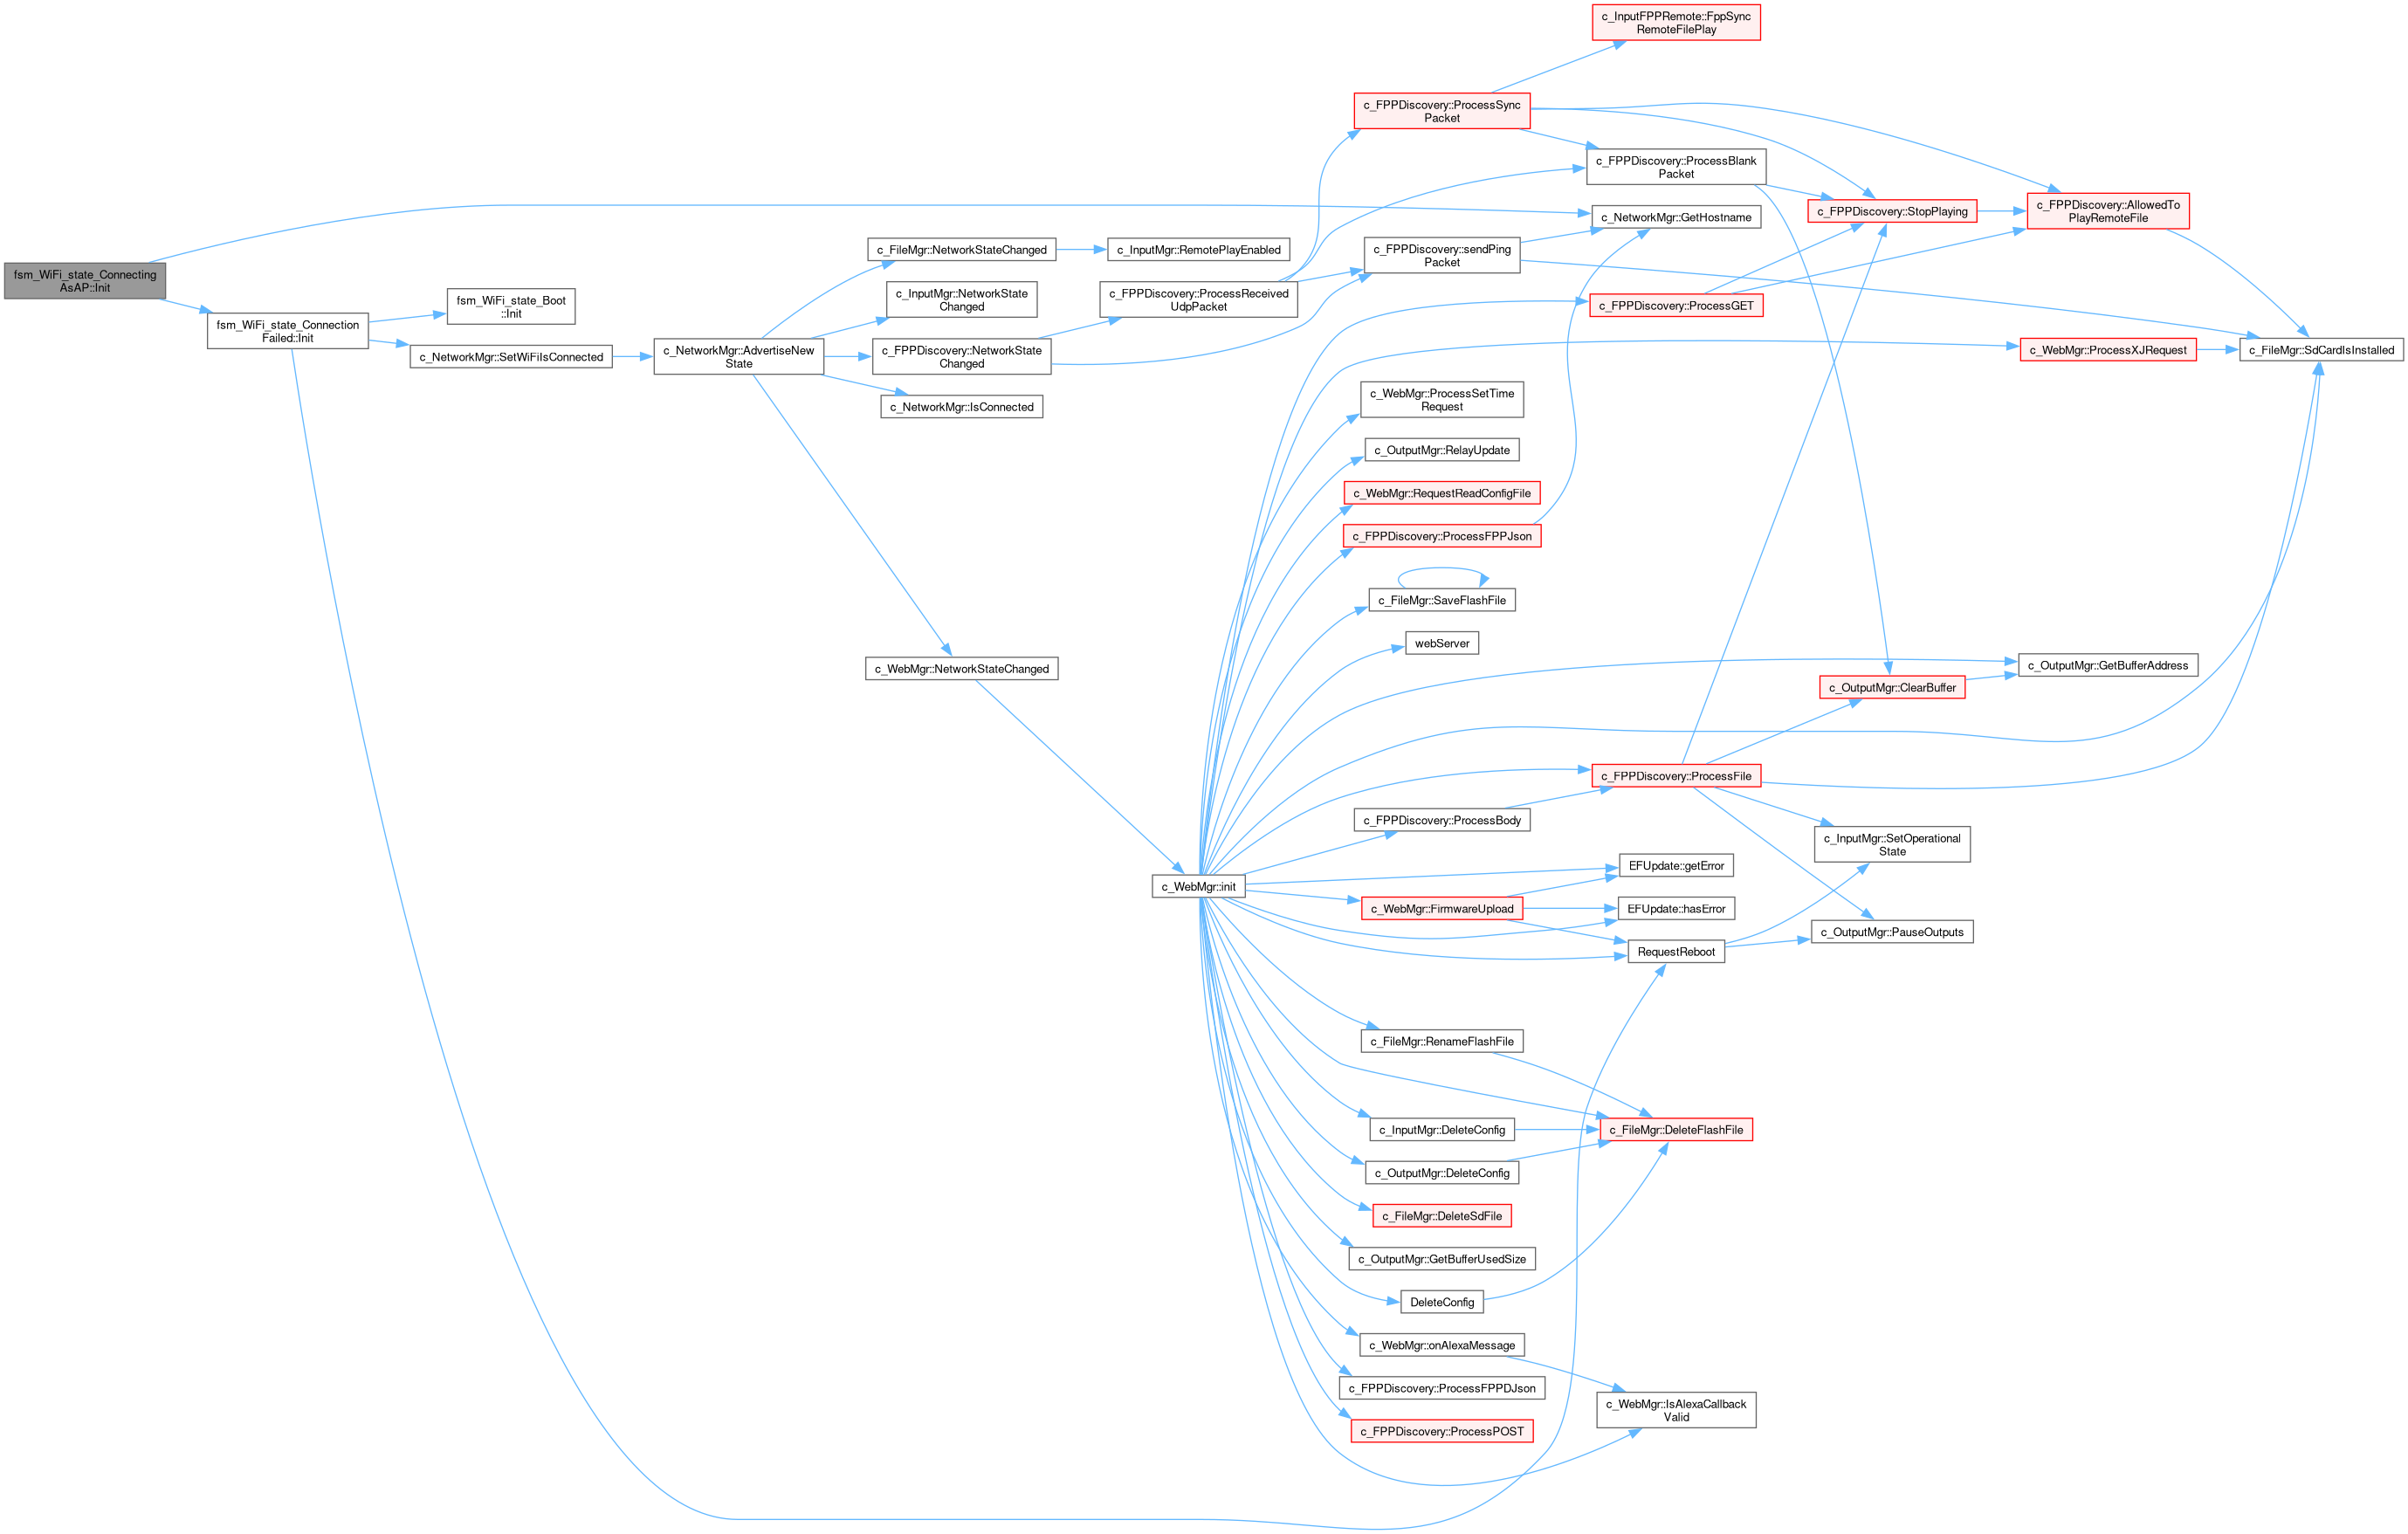 fsm_WiFi_state_Connecting
AsAP::Init
fsm_WiFi_state_Connection
Failed::Init
fsm_WiFi_state_Boot
::Init
c_NetworkMgr::SetWiFiIsConnected
c_NetworkMgr::AdvertiseNew
State
c_FileMgr::NetworkStateChanged
c_InputMgr::NetworkState
Changed
c_FPPDiscovery::NetworkState
Changed
c_NetworkMgr::IsConnected
c_WebMgr::NetworkStateChanged
c_InputMgr::RemotePlayEnabled
c_FPPDiscovery::ProcessReceived
UdpPacket
c_WebMgr::init
c_FPPDiscovery::ProcessSync
Packet
c_FPPDiscovery::sendPing
Packet
c_WebMgr::ProcessSetTime
Request
c_OutputMgr::RelayUpdate
c_WebMgr::RequestReadConfigFile
c_FPPDiscovery::ProcessFPPJson
c_FileMgr::SaveFlashFile
webServer
c_FPPDiscovery::ProcessBody
c_WebMgr::FirmwareUpload
c_FileMgr::RenameFlashFile
c_InputMgr::DeleteConfig
c_OutputMgr::DeleteConfig
c_FileMgr::DeleteSdFile
c_OutputMgr::GetBufferUsedSize
DeleteConfig
c_WebMgr::onAlexaMessage
c_FPPDiscovery::ProcessFPPDJson
c_FPPDiscovery::ProcessPOST
c_InputFPPRemote::FppSync
RemoteFilePlay
c_FPPDiscovery::ProcessBlank
Packet
c_NetworkMgr::GetHostname
c_FPPDiscovery::ProcessGET
c_FPPDiscovery::ProcessFile
EFUpdate::getError
EFUpdate::hasError
RequestReboot
c_FileMgr::DeleteFlashFile
c_WebMgr::IsAlexaCallback
Valid
c_FPPDiscovery::StopPlaying
c_OutputMgr::ClearBuffer
c_InputMgr::SetOperational
State
c_OutputMgr::PauseOutputs
c_FPPDiscovery::AllowedTo
PlayRemoteFile
c_WebMgr::ProcessXJRequest
c_OutputMgr::GetBufferAddress
c_FileMgr::SdCardIsInstalled